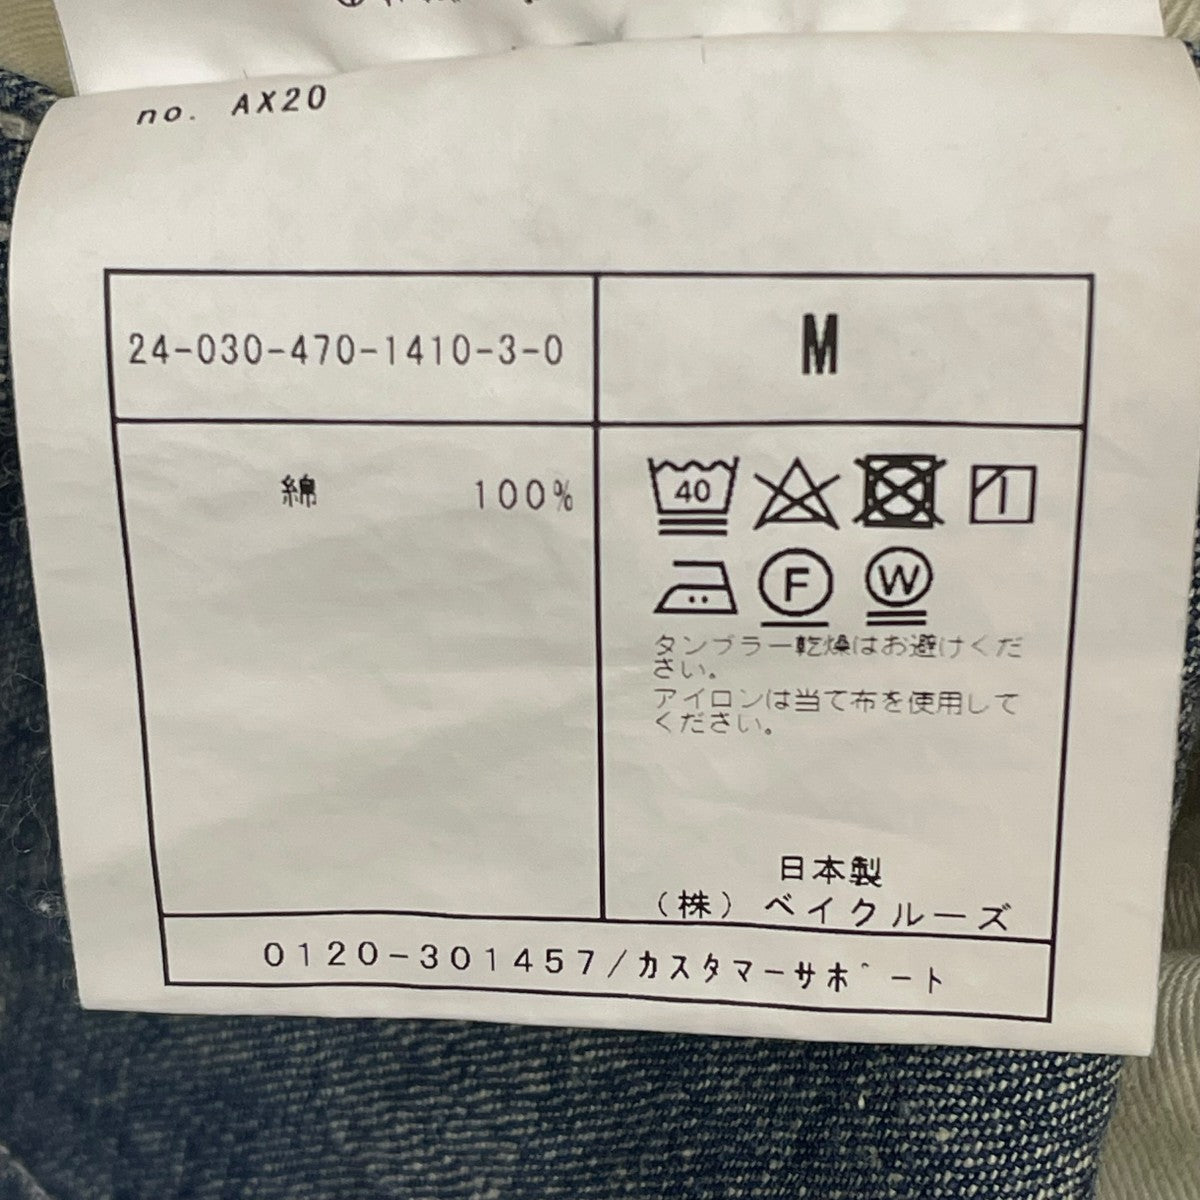 no. AX20
24-030-470-1410-3-0
M
綿 100%
40
F
W
タンブラー乾燥はお避けくだ
さい。
アイロンは当て布を使用して
ください。
日本製
(株) ベイクルーズ
0120-301457/カスタマーサポート